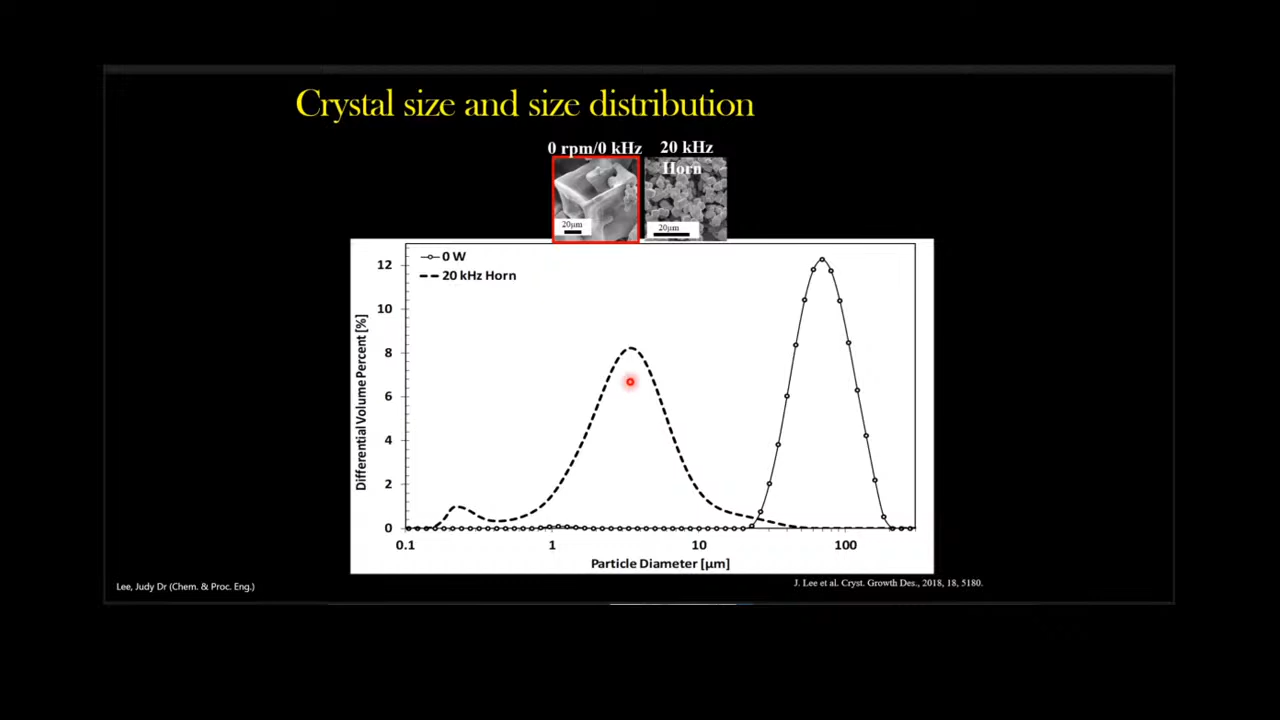 Crystal size and size distribution
0 rpm/0 kHz
20 kHz
Horn
20μm
20μm
0 W
20 kHz Horn
12
10
8
6
4
2
0
Differential Volume Percent [%]
0.1
1
10
100
Particle Diameter [μm]
Lee, Judy Dr (Chem. & Proc. Eng.)
J. Lee et al. Cryst. Growth Des., 2018, 18, 5180.